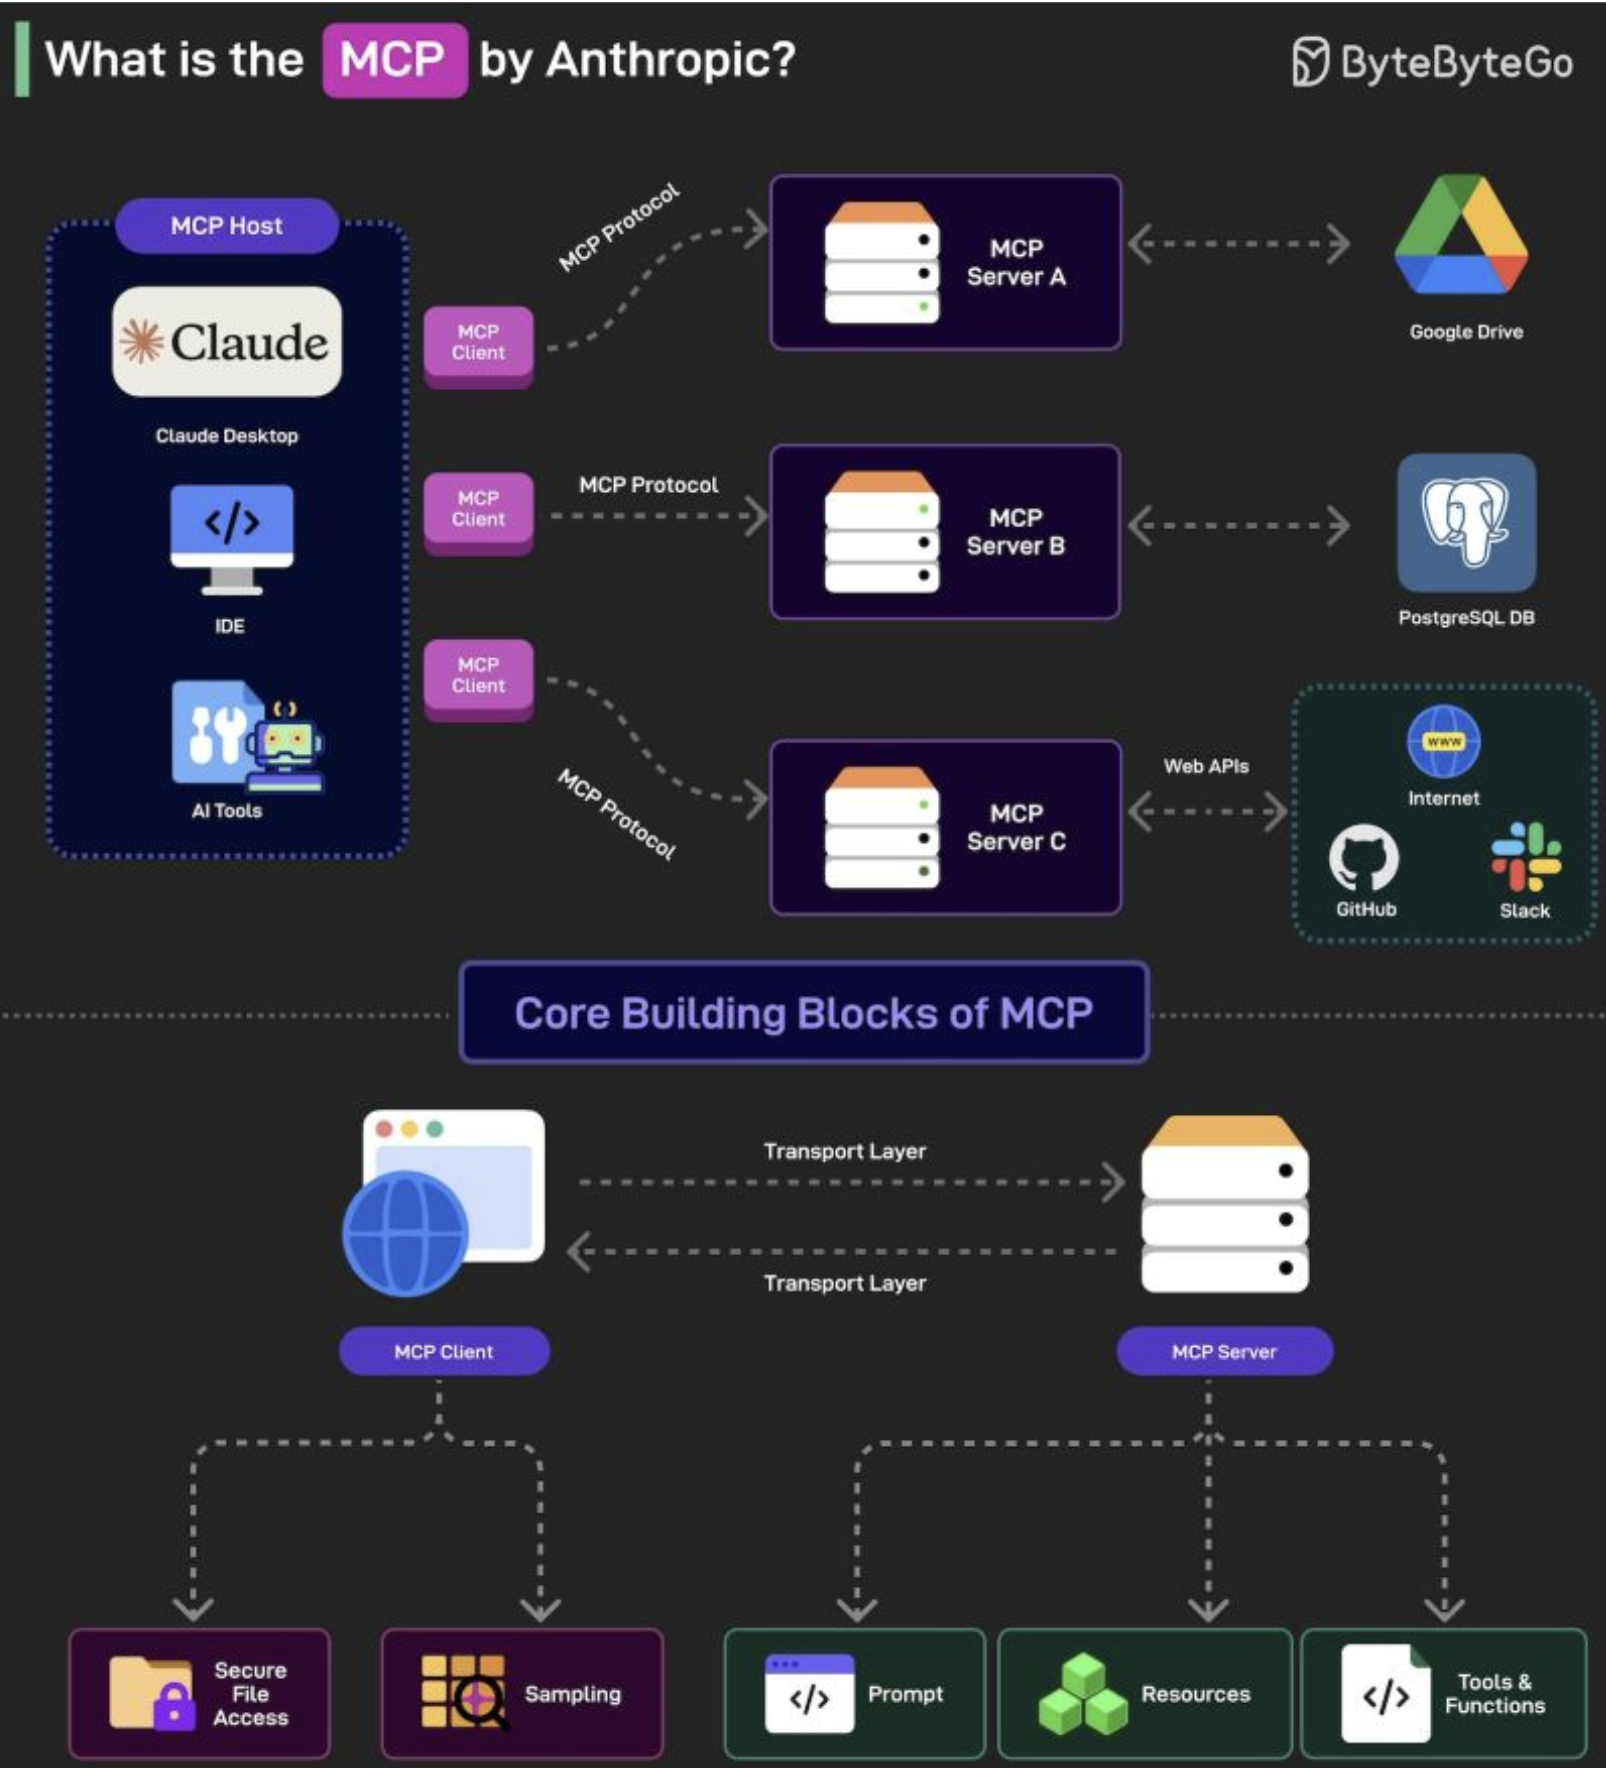 What is the MCP by Anthropic?
ByteByteGo
MCP Host
Claude
Claude Desktop
IDE
AI Tools
MCP
Client
MCP
Client
MCP
Client
MCP Protocol
MCP Protocol
MCP Protocol
MCP
Server A
MCP
Server B
MCP
Server C
Google Drive
PostgreSQL DB
Web APIs
www
Internet
GitHub
Slack
Core Building Blocks of MCP
Transport Layer
Transport Layer
MCP Client
MCP Server
Secure
File
Access
Sampling
</>
Prompt
Resources
</>
Tools &
Functions